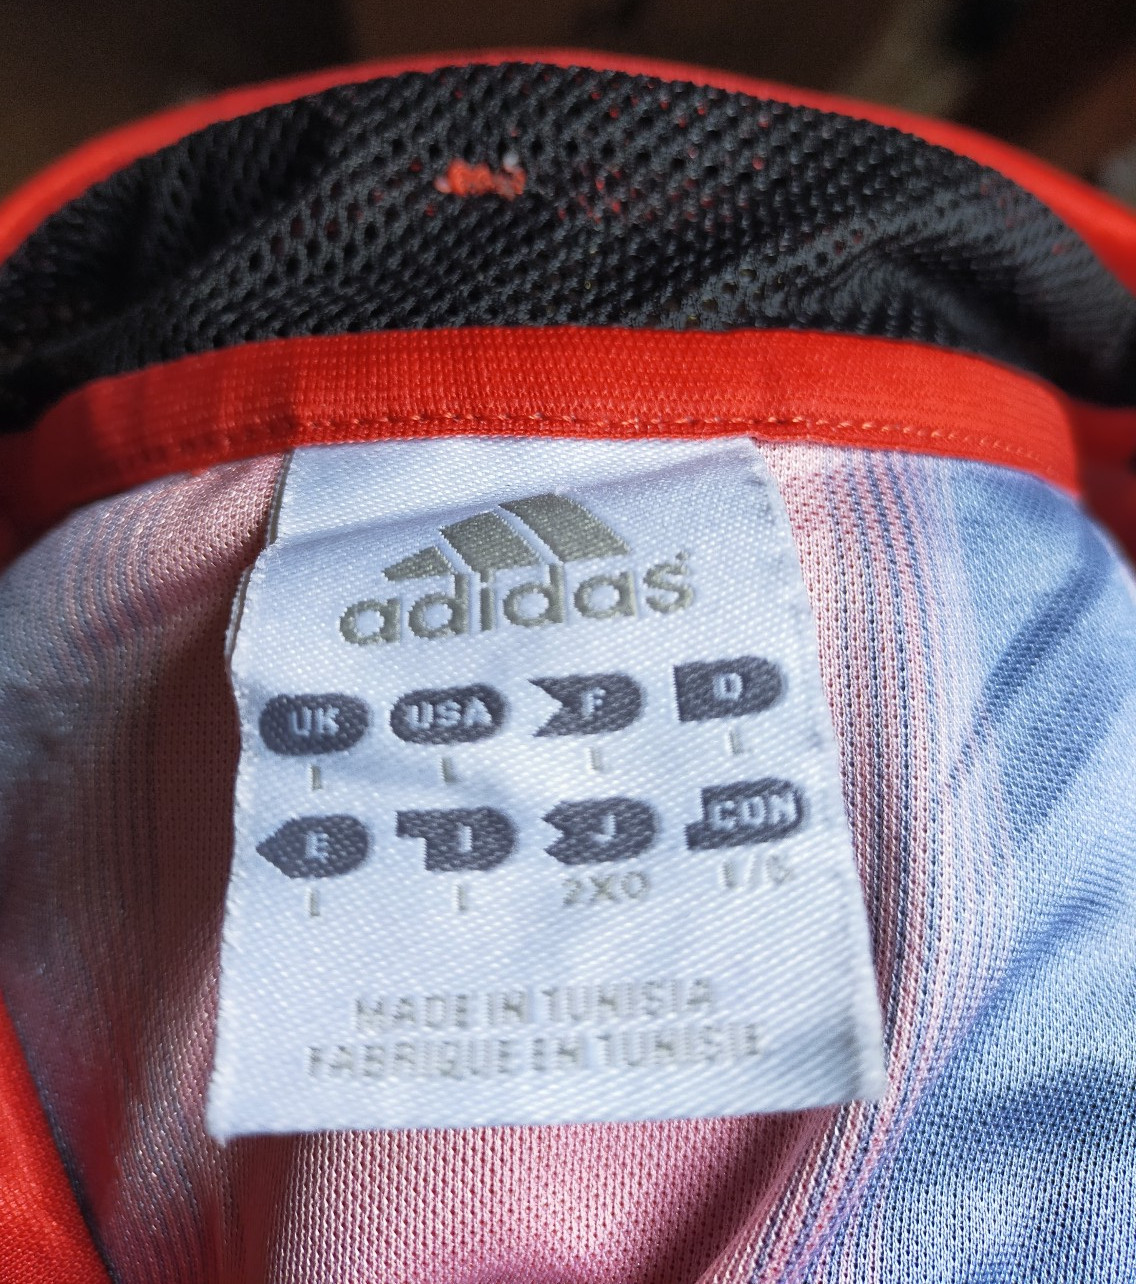 adidas
UK USA F D
L L L L
E I J CON
L L 2XO L/G
MADE IN TUNISIA
FABRIQUE EN TUNISIE